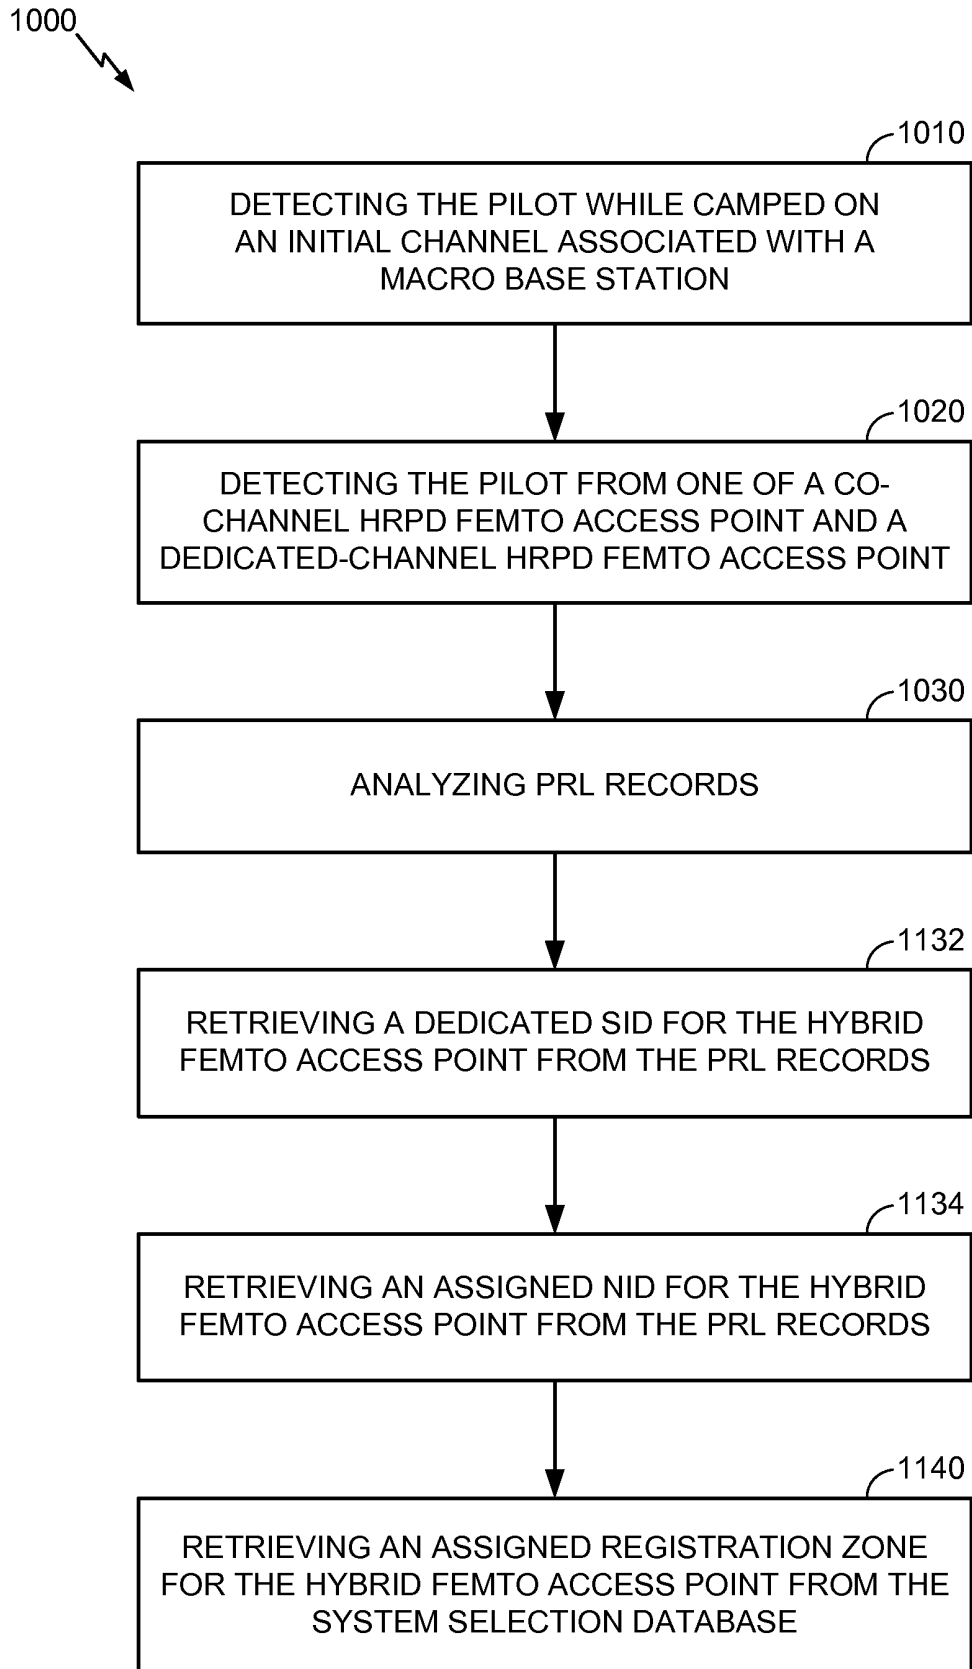 1000
1010
DETECTING THE PILOT WHILE CAMPED ON
AN INITIAL CHANNEL ASSOCIATED WITH A
MACRO BASE STATION
1020
DETECTING THE PILOT FROM ONE OF A CO-
CHANNEL HRPD FEMTO ACCESS POINT AND A
DEDICATED-CHANNEL HRPD FEMTO ACCESS POINT
1030
ANALYZING PRL RECORDS
1132
RETRIEVING A DEDICATED SID FOR THE HYBRID
FEMTO ACCESS POINT FROM THE PRL RECORDS
1134
RETRIEVING AN ASSIGNED NID FOR THE HYBRID
FEMTO ACCESS POINT FROM THE PRL RECORDS
1140
RETRIEVING AN ASSIGNED REGISTRATION ZONE
FOR THE HYBRID FEMTO ACCESS POINT FROM THE
SYSTEM SELECTION DATABASE